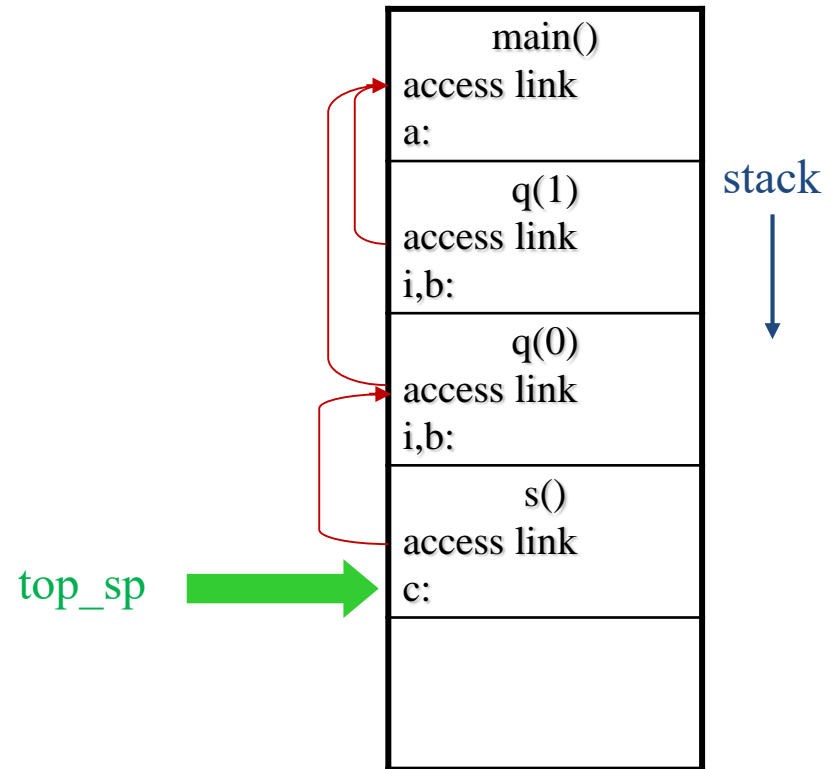 main()
access link
a:
stack
q(1)
access link
i,b:
q(0)
access link
i,b:
s()
access link
top_sp
c: